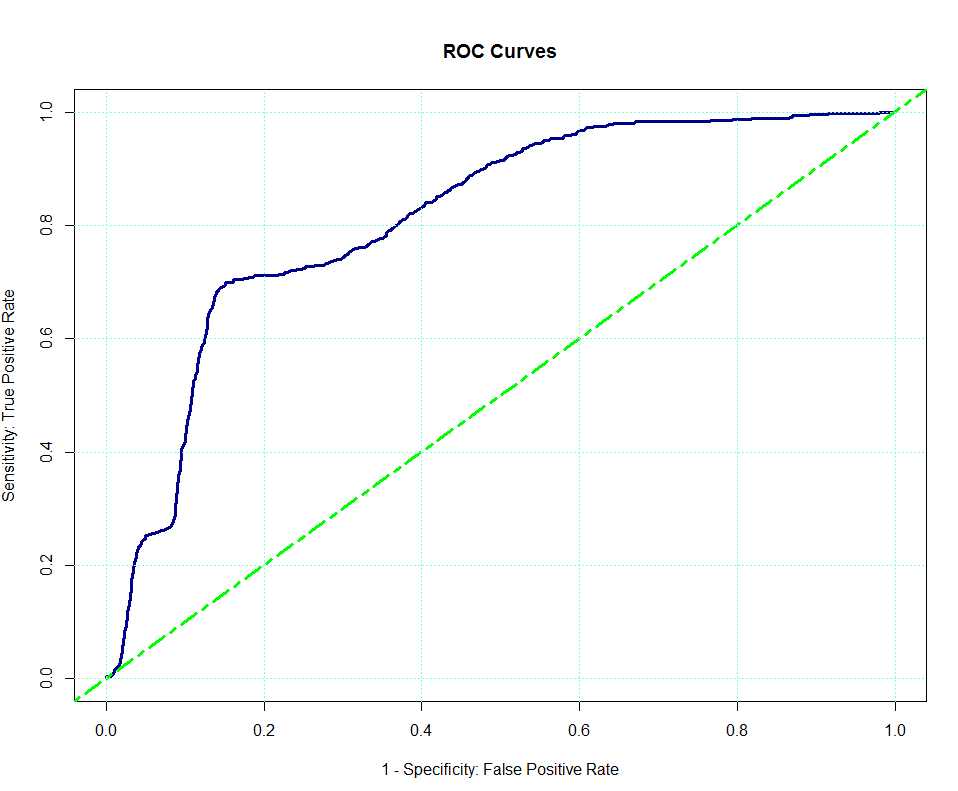 ROC Curves
Sensitivity: True Positive Rate
1.0
0.8
0.6
0.4
0.2
0.0
0.0 0.2 0.4 0.6 0.8 1.0
1 - Specificity: False Positive Rate